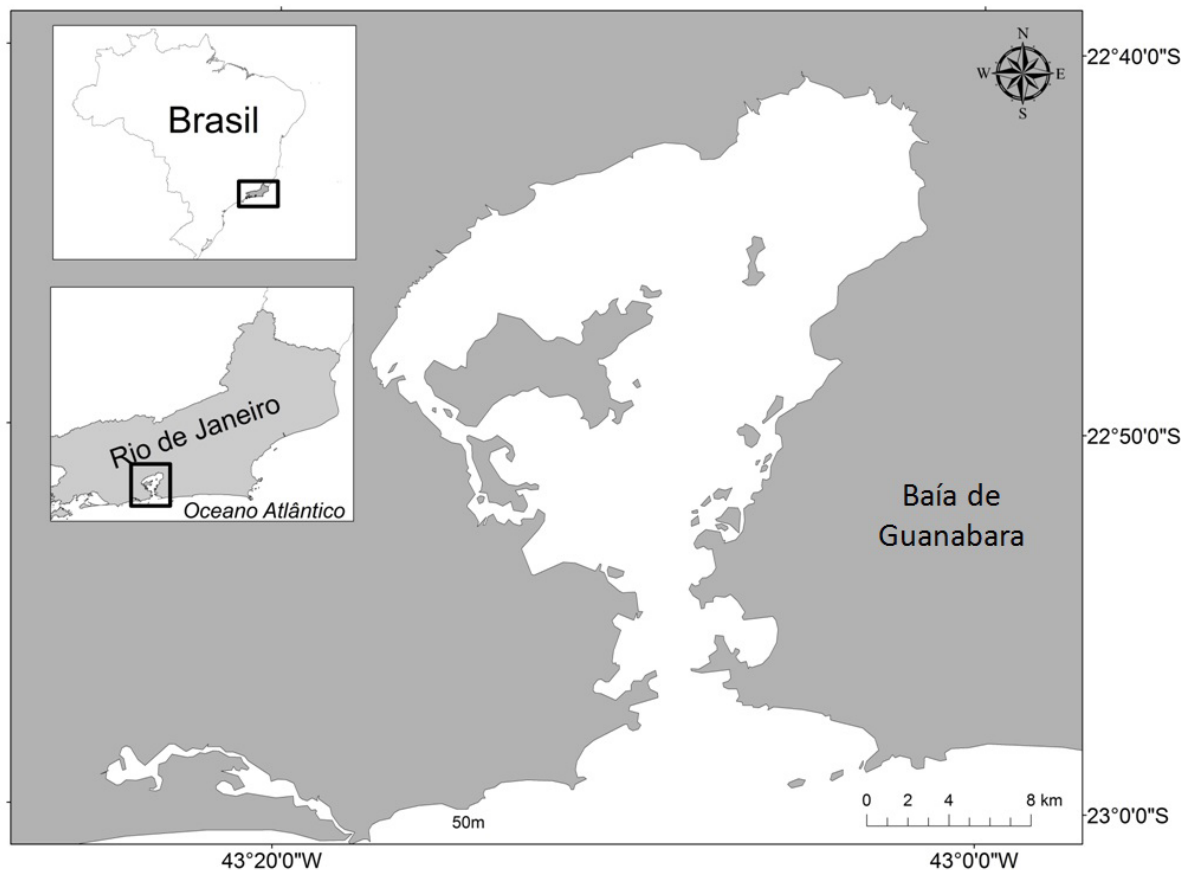 Brasil
Rio de Janeiro
Oceano Atlântico
N
W E
S
22°40'0"S
22°50'0"S
Baía de
Guanabara
0 2 4 8 km
50m
23°0'0"S
43°20'0"W 43°0'0"W